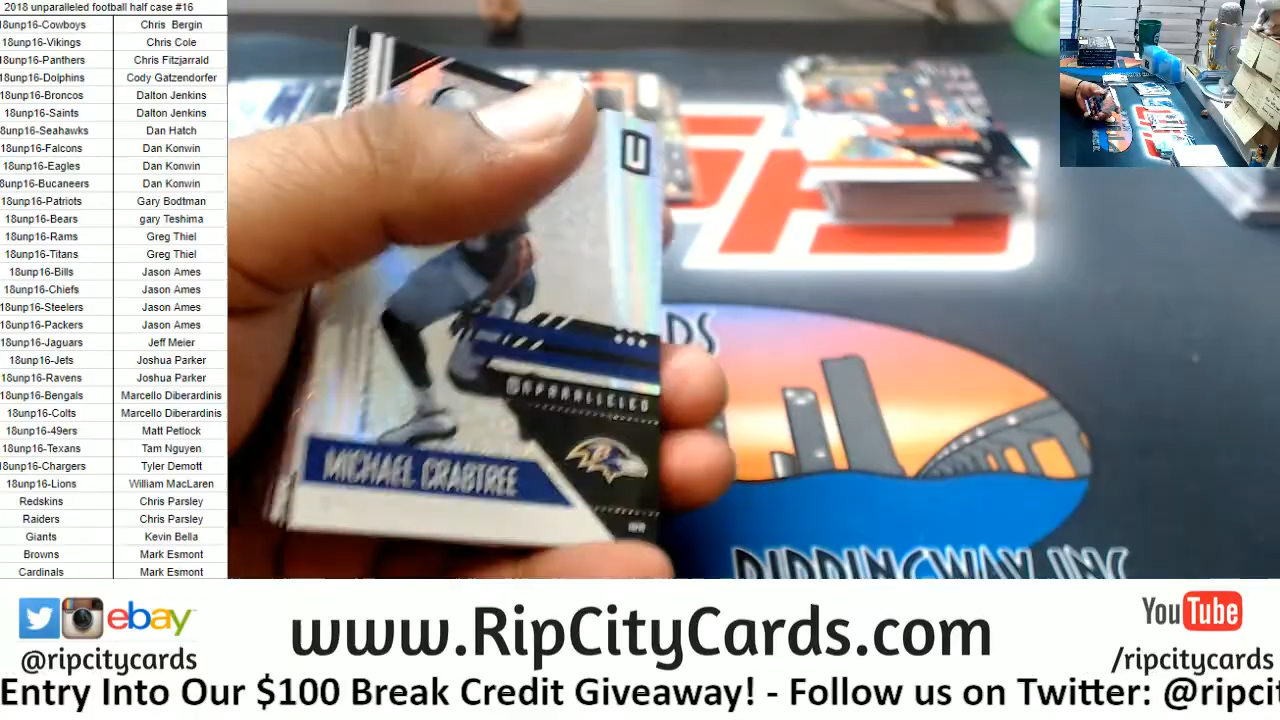 2018 unparalleled football half case #16
18unp16-Cowboys Chris Bergin
18unp16-Vikings Chris Cole
18unp16-Panthers Chris Fitzjarrald
18unp16-Dolphins Cody Gatzendorfer
18unp16-Broncos Dalton Jenkins
18unp16-Saints Dalton Jenkins
8unp16-Seahawks Dan Hatch
18unp16-Falcons Dan Konwin
18unp16-Eagles Dan Konwin
8unp16-Bucaneers Dan Konwin
18unp16-Patriots Gary Bodtman
18unp16-Bears gary Teshima
18unp16-Rams Greg Thiel
18unp16-Titans Greg Thiel
18unp16-Bills Jason Ames
18unp16-Chiefs Jason Ames
18unp16-Steelers Jason Ames
18unp16-Packers Jason Ames
18unp16-Jaguars Jeff Meier
18unp16-Jets Joshua Parker
18unp16-Ravens Joshua Parker
18unp16-Bengals Marcello Diberardinis
18unp16-Colts Marcello Diberardinis
18unp16-49ers Matt Petlock
18unp16-Texans Tam Nguyen
18unp16-Chargers Tyler Demott
18unp16-Lions William MacLaren
Redskins Chris Parsley
Raiders Chris Parsley
Giants Kevin Bella
Browns Mark Esmont
Cardinals Mark Esmont
U
UNPARALLELED
MICHAEL CRABTREE
WR
RDS
RIPPINGWAY, INC
ebay
@ripcitycards
www.RipCityCards.com
YouTube
/ripcitycards
Entry Into Our $100 Break Credit Giveaway! - Follow us on Twitter: @ripcit